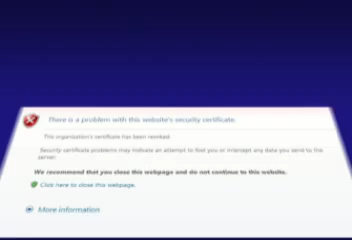 There is a problem with this website's security certificate.
This organization's certificate has been revoked.
Security certificate problems may indicate an attempt to fool you or intercept any data you send to the
server.
We recommend that you close this webpage and do not continue to this website.
Click here to close this webpage.
More information